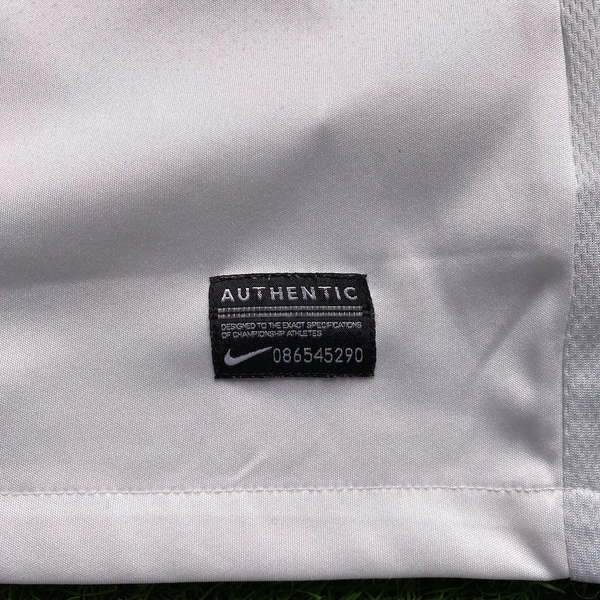 AUTHENTIC
DESIGNED TO THE EXACT SPECIFICATIONS
OF CHAMPIONSHIP ATHLETES
086545290